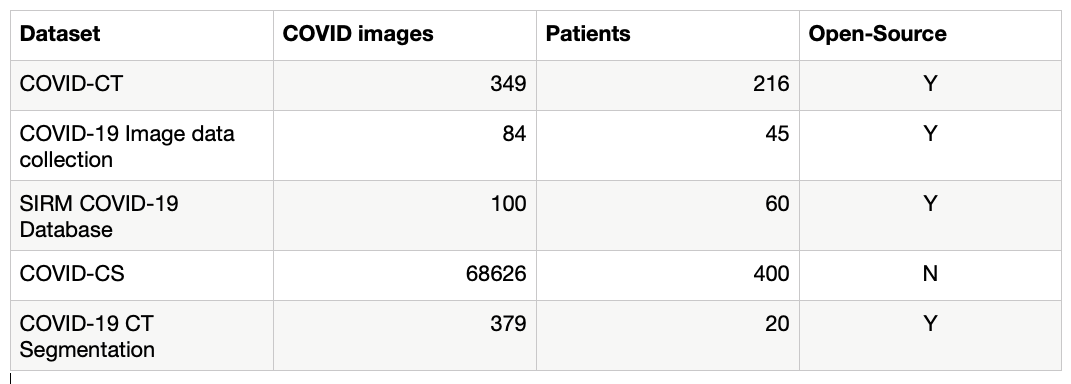 Dataset COVID images Patients Open-Source
COVID-CT 349 216 Y
COVID-19 Image data 84 45 Y
collection
SIRM COVID-19 100 60 Y
Database
COVID-CS 68626 400 N
COVID-19 CT 379 20 Y
Segmentation